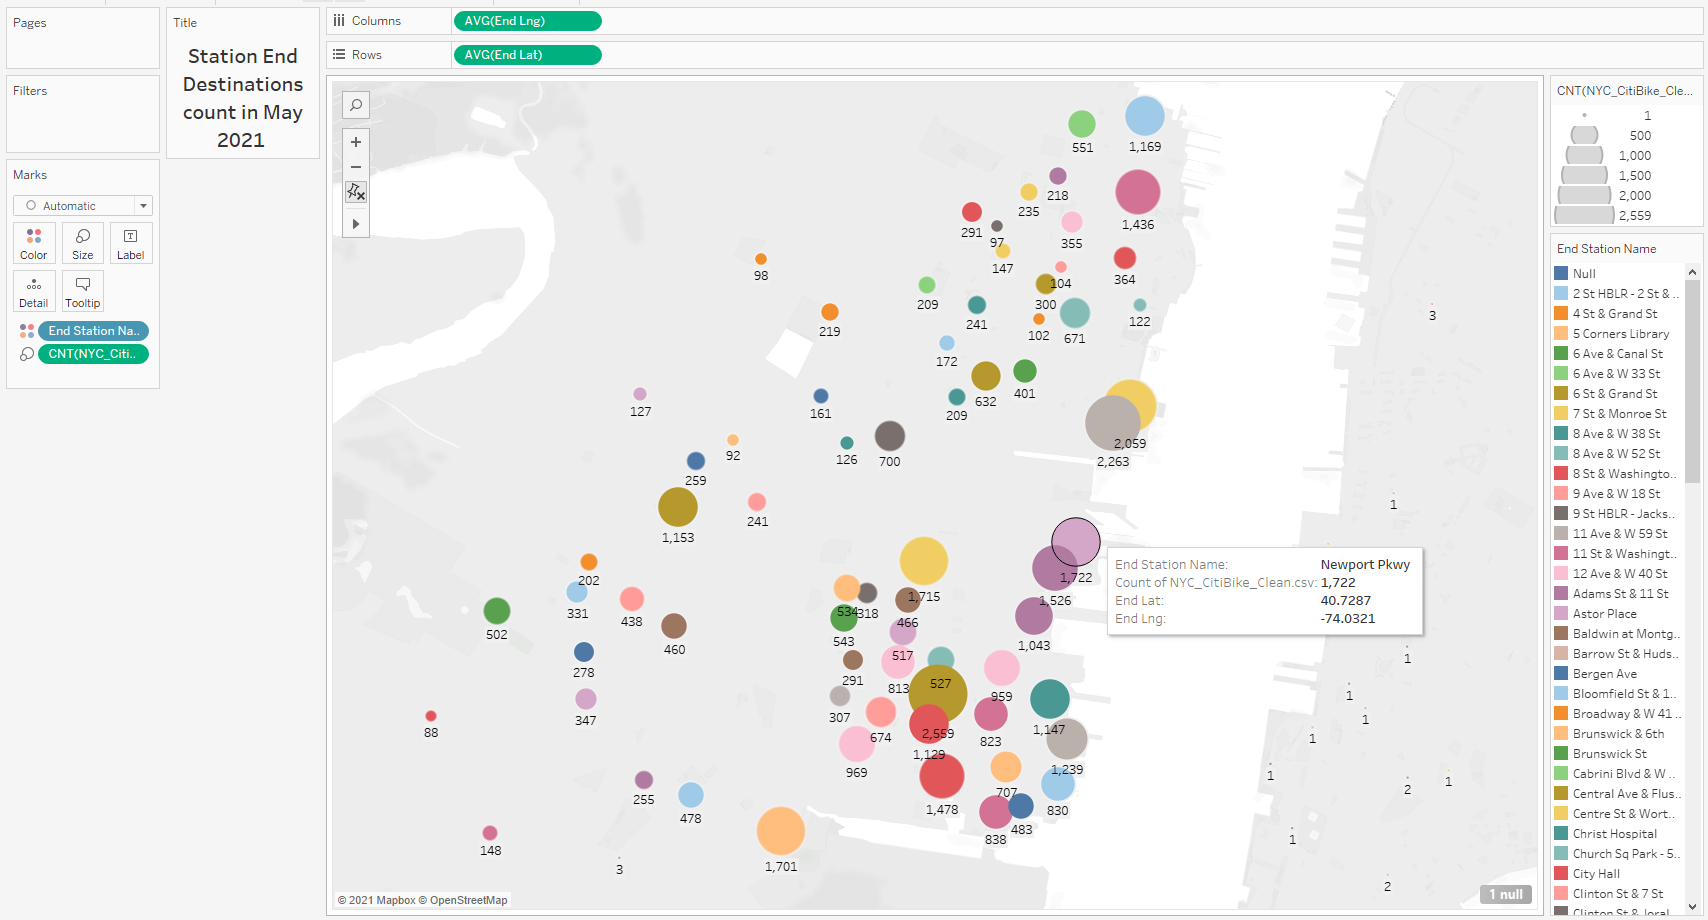 Pages
Filters
Marks
Automatic
Color
Size
Label
Detail
Tooltip
End Station Na..
CNT(NYC_Citi..
Title
Station End
Destinations
count in May
2021
Columns
AVG(End Lng)
Rows
AVG(End Lat)
551
1,169
218
235
1,436
291
97
355
147
364
98
104
209
300
241
122
3
219
102
671
172
401
632
127
161
209
2,059
92
126
700
2,263
259
1
241
1,153
1,722
202
1,715
1,526
331
534
318
438
466
502
543
1,043
460
517
1
278
291
527
813
959
1
347
307
1
88
674
2,559
823
1,147
1
1,129
969
1,239
1
1
255
707
2
478
1,478
830
483
148
838
1
1,701
3
2
End Station Name: Newport Pkwy
Count of NYC_CitiBike_Clean.csv: 1,722
End Lat: 40.7287
End Lng: -74.0321
© 2021 Mapbox © OpenStreetMap
1 null
CNT(NYC_CitiBike_Cle...
1
500
1,000
1,500
2,000
2,559
End Station Name
Null
2 St HBLR - 2 St & ..
4 St & Grand St
5 Corners Library
6 Ave & Canal St
6 Ave & W 33 St
6 St & Grand St
7 St & Monroe St
8 Ave & W 38 St
8 Ave & W 52 St
8 St & Washingto..
9 Ave & W 18 St
9 St HBLR - Jacks..
11 Ave & W 59 St
11 St & Washingt..
12 Ave & W 40 St
Adams St & 11 St
Astor Place
Baldwin at Montg..
Barrow St & Huds..
Bergen Ave
Bloomfield St & 1..
Broadway & W 41 ..
Brunswick & 6th
Brunswick St
Cabrini Blvd & W ..
Central Ave & Flus..
Centre St & Wort..
Christ Hospital
Church Sq Park - 5..
City Hall
Clinton St & 7 St
Clinton St & Joral..